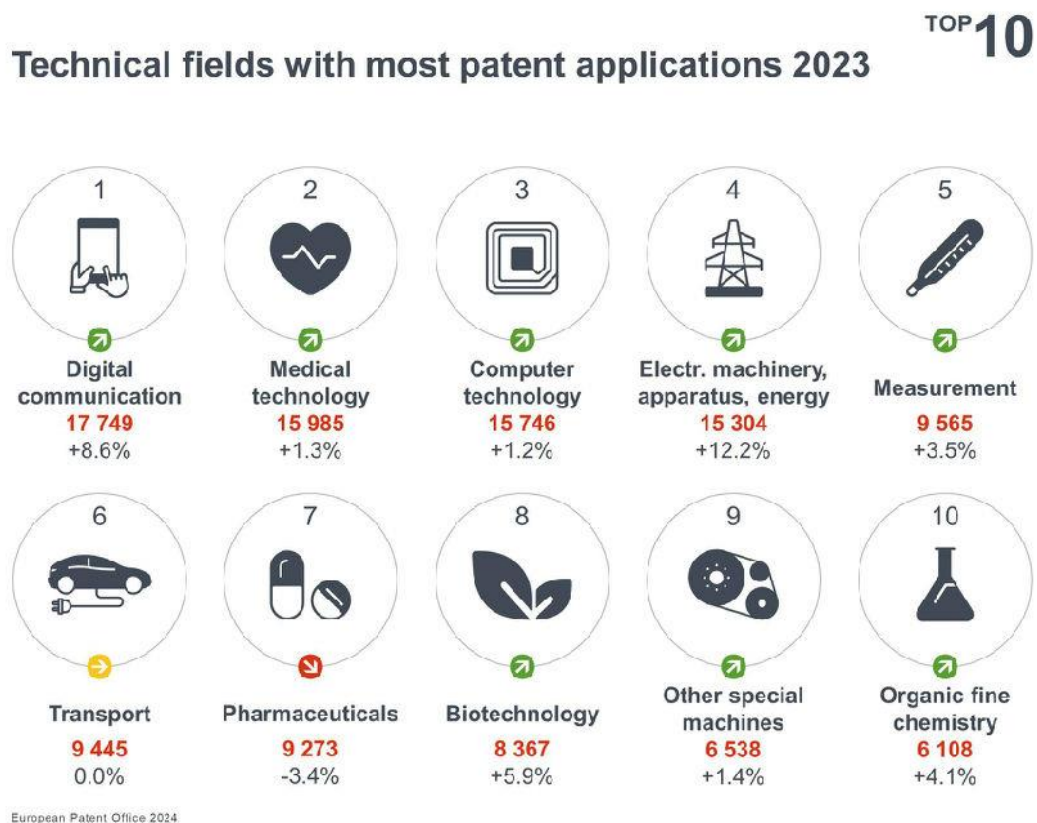 TOP 10
Technical fields with most patent applications 2023
1
2
3
4
5
Digital
communication
17 749
+8.6%
Medical
technology
15 985
+1.3%
Computer
technology
15 746
+1.2%
Electr. machinery,
apparatus, energy
15 304
+12.2%
Measurement
9 565
+3.5%
6
7
8
9
10
Transport
9 445
0.0%
Pharmaceuticals
9 273
-3.4%
Biotechnology
8 367
+5.9%
Other special
machines
6 538
+1.4%
Organic fine
chemistry
6 108
+4.1%
European Patent Office 2024